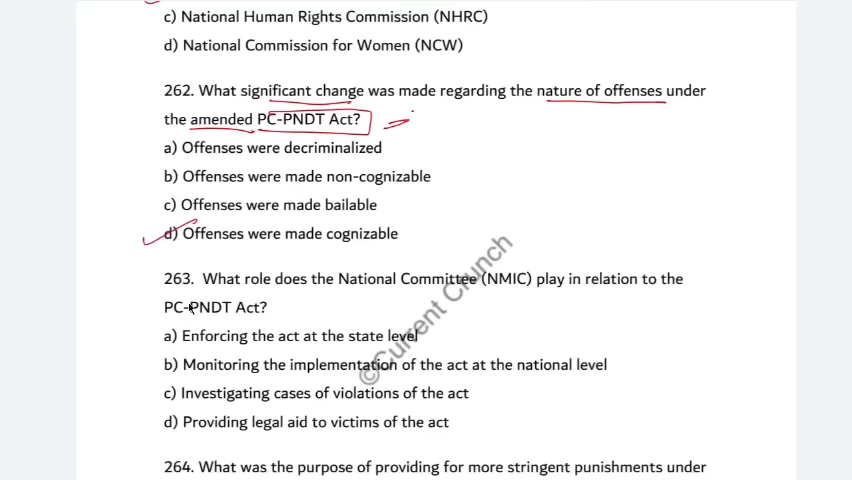 c) National Human Rights Commission (NHRC)
d) National Commission for Women (NCW)
262. What significant change was made regarding the nature of offenses under
the amended PC-PNDT Act?
a) Offenses were decriminalized
b) Offenses were made non-cognizable
c) Offenses were made bailable
d) Offenses were made cognizable
263. What role does the National Committee (NMIC) play in relation to the
PC-PNDT Act?
a) Enforcing the act at the state level
b) Monitoring the implementation of the act at the national level
c) Investigating cases of violations of the act
d) Providing legal aid to victims of the act
264. What was the purpose of providing for more stringent punishments under
©Current Crunch